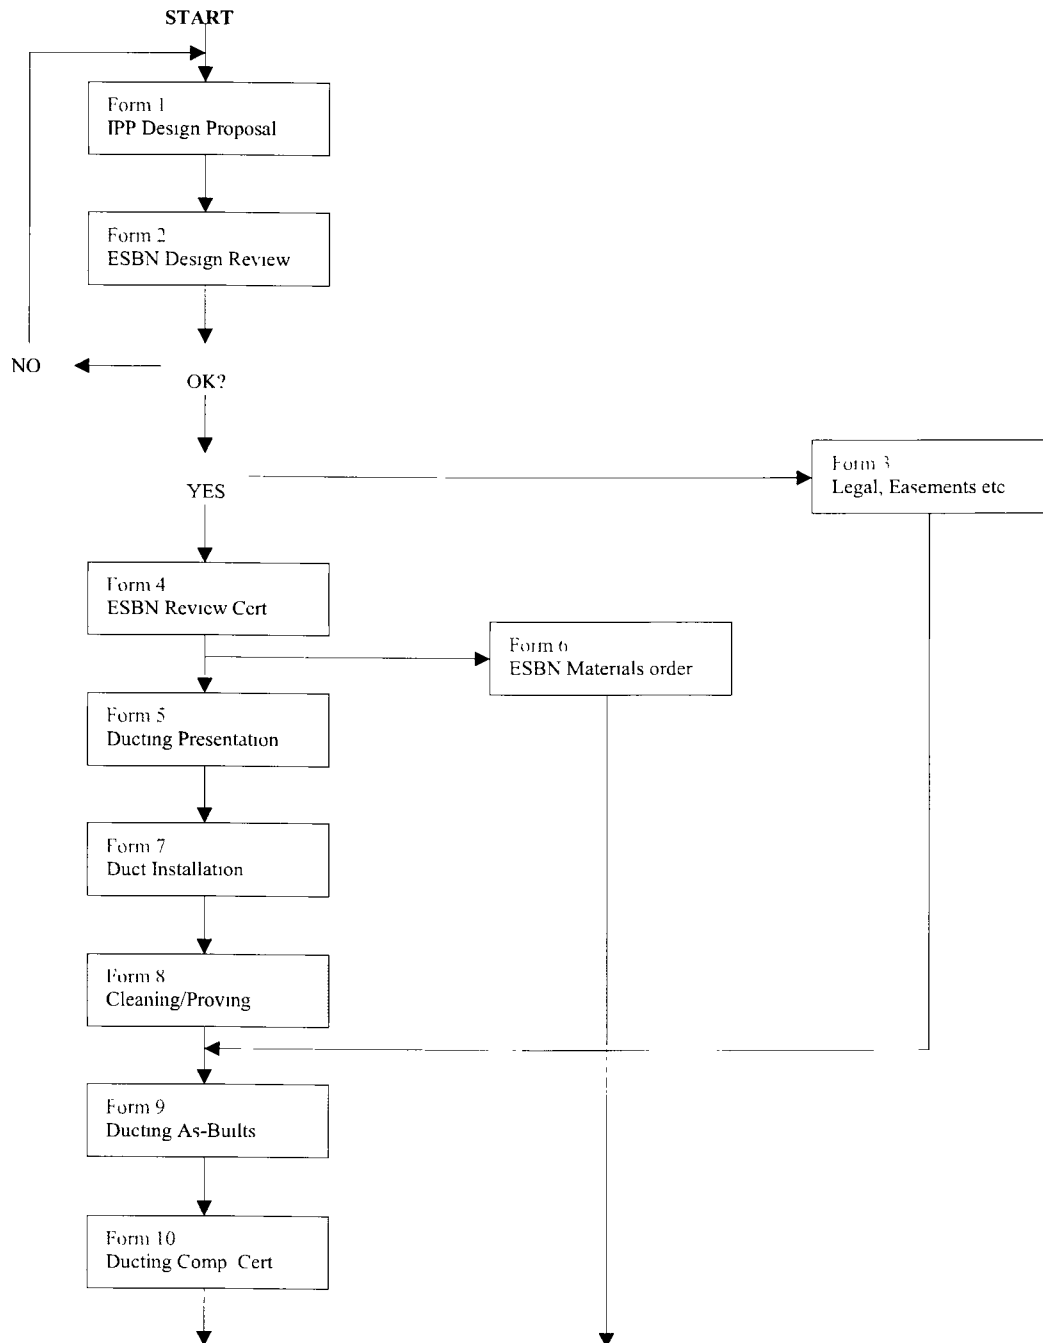 START
Form 1
IPP Design Proposal
Form 2
ESBN Design Review
NO
OK?
YES
Form 3
Legal, Easements etc
Form 4
ESBN Review Cert
Form 6
ESBN Materials order
Form 5
Ducting Presentation
Form 7
Duct Installation
Form 8
Cleaning/Proving
Form 9
Ducting As-Builts
Form 10
Ducting Comp Cert